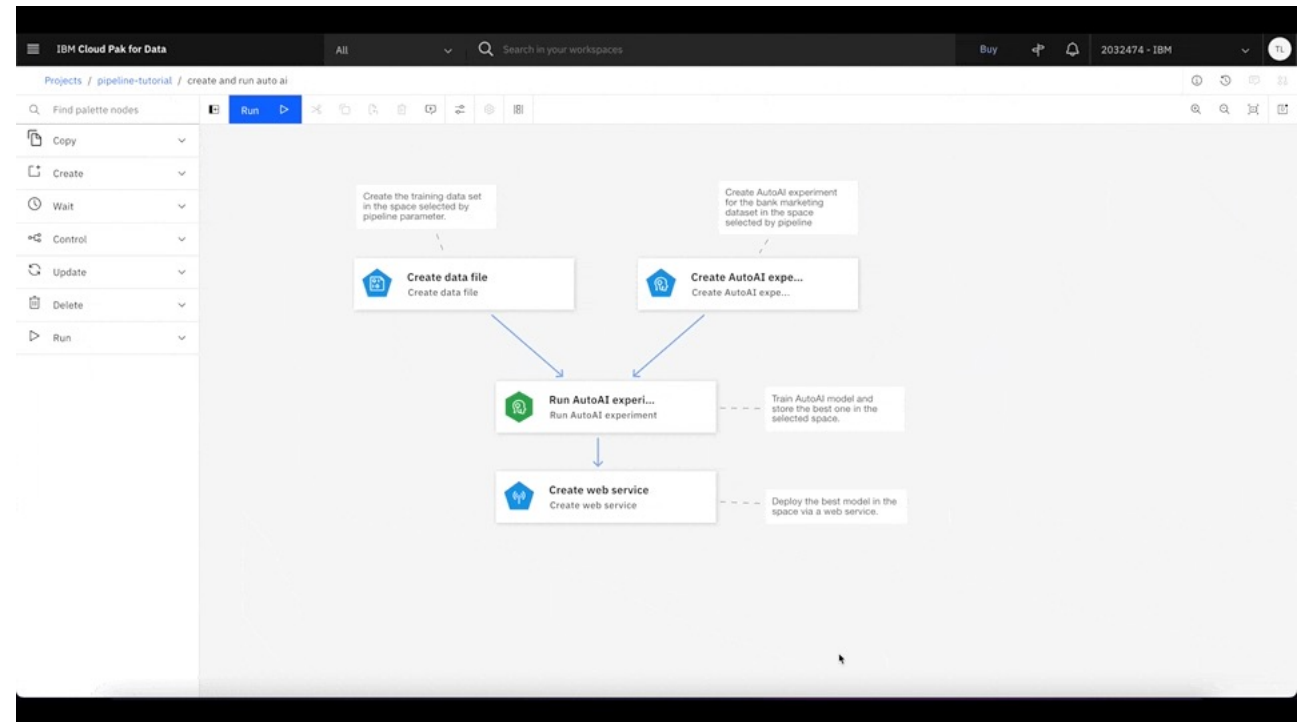 IBM Cloud Pak for Data
All
Search in your workspaces
Buy
2032474 - IBM
TL
Projects / pipeline-tutorial / create and run auto ai
Find palette nodes
Run
Copy
Create
Wait
Control
Update
Delete
Run
Create the training data set
in the space selected by
pipeline parameter.
Create AutoAI experiment
for the bank marketing
dataset in the space
selected by pipeline
Create data file
Create data file
Create AutoAI expe...
Create AutoAI expe...
Run AutoAI experi...
Run AutoAI experiment
Train AutoAI model and
store the best one in the
selected space.
Create web service
Create web service
Deploy the best model in the
space via a web service.